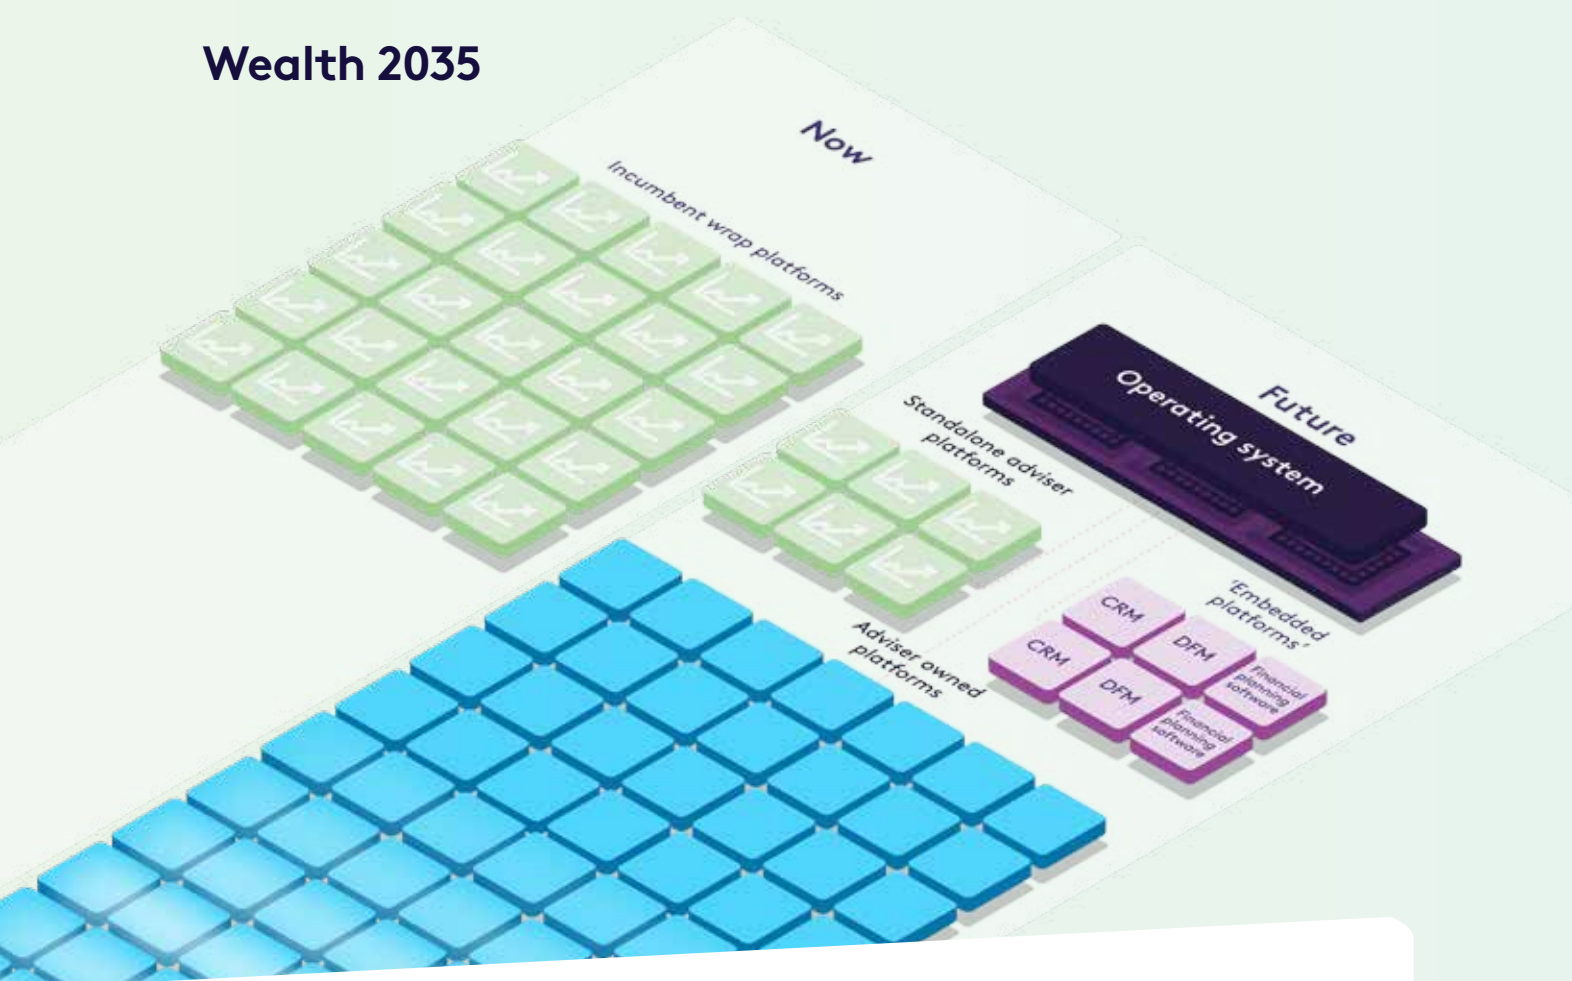 Wealth 2035
Now
Incumbent wrap platforms
Future
Operating system
Standalone adviser
platforms
'Embedded
platforms'
Adviser owned
platforms
CRM
CRM
DFM
DFM
Financial
planning
software
Financial
planning
software